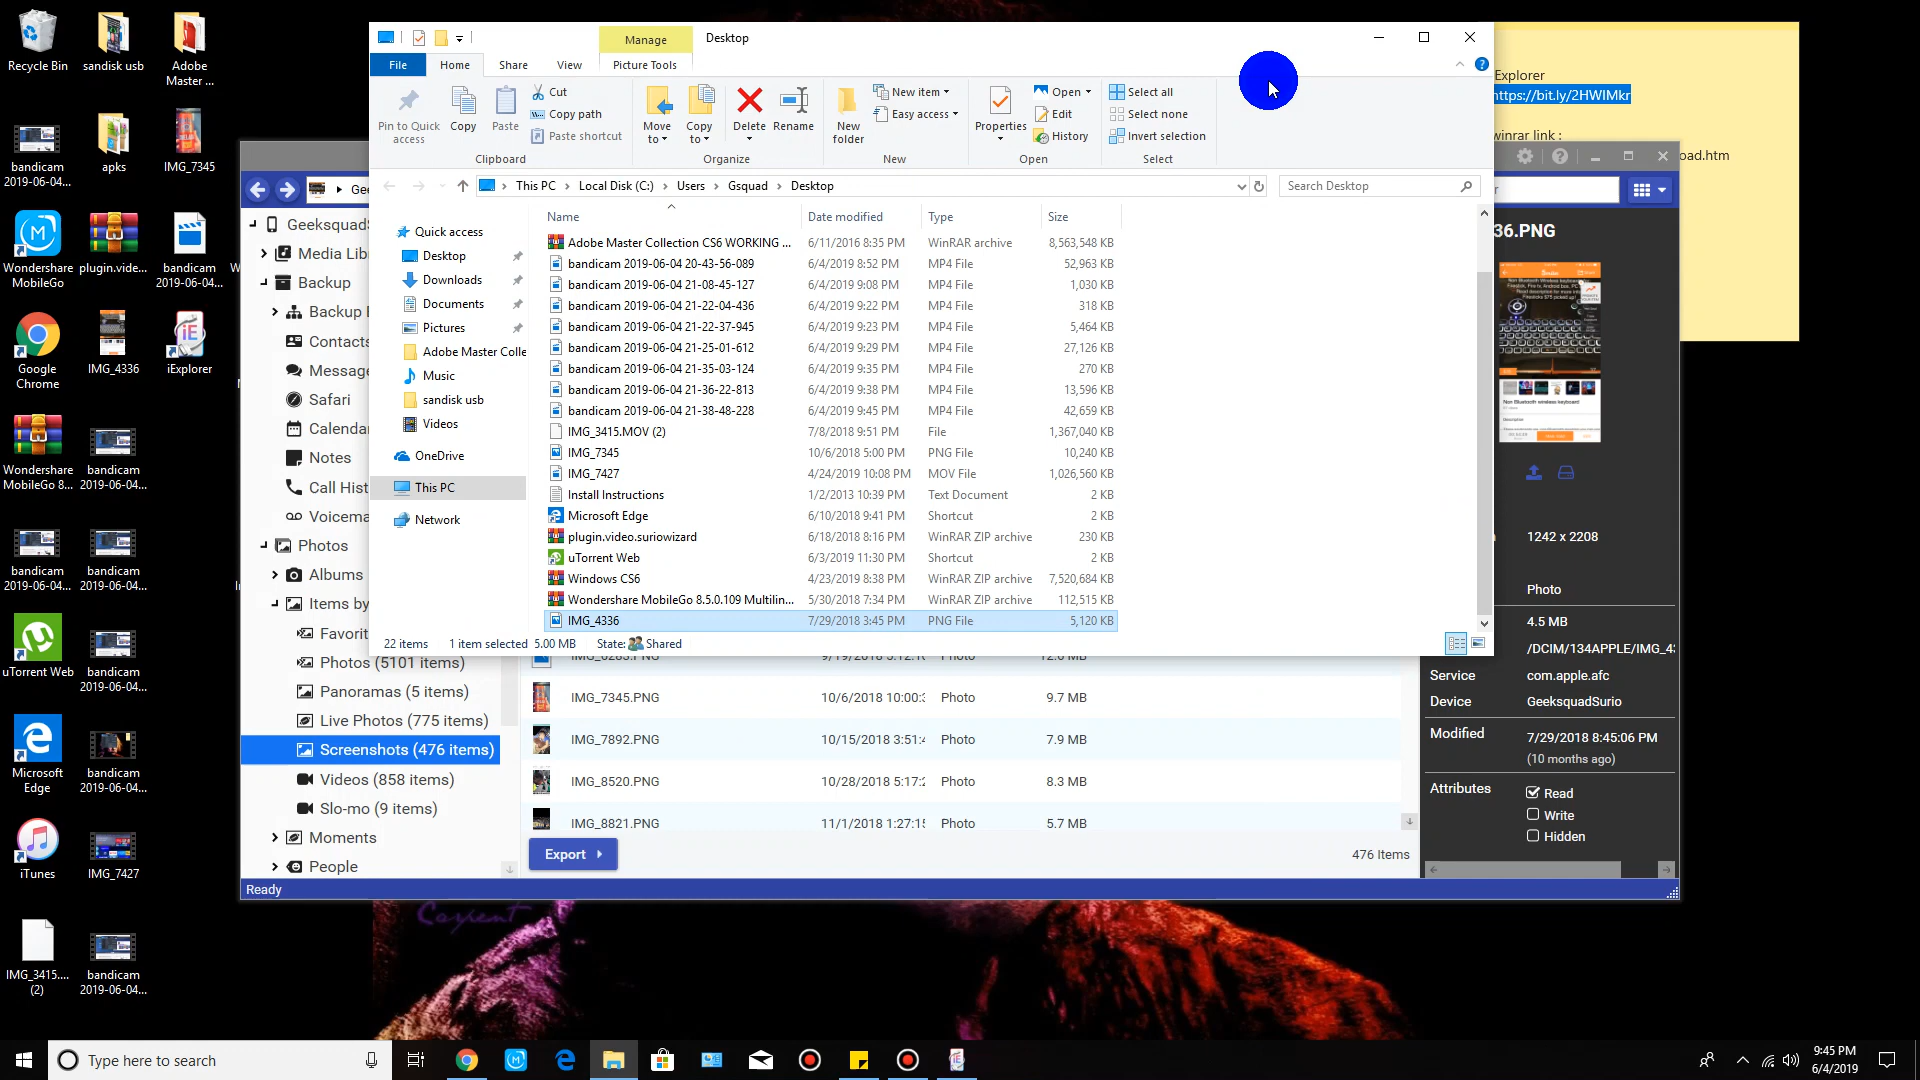 Recycle Bin
sandisk usb
Adobe
Master ...
bandicam
2019-06-04...
apks
IMG_7345
Wondershare
MobileGo
plugin.vide...
bandicam
2019-06-04...
Google
Chrome
IMG_4336
iExplorer
Wondershare
MobileGo 8...
bandicam
2019-06-04...
bandicam
2019-06-04...
bandicam
2019-06-04...
uTorrent Web
bandicam
2019-06-04...
Microsoft
Edge
bandicam
2019-06-04...
iTunes
IMG_7427
IMG_3415....
(2)
bandicam
2019-06-04...
Manage
Desktop
File
Home
Share
View
Picture Tools
Pin to Quick
access
Copy
Paste
Cut
Copy path
Paste shortcut
Clipboard
Move
to
Copy
to
Delete
Rename
Organize
New
folder
New item
Easy access
New
Properties
Open
Edit
History
Open
Select all
Select none
Invert selection
Select
This PC > Local Disk (C:) > Users > Gsquad > Desktop
Search Desktop
Quick access
Desktop
Downloads
Documents
Pictures
Adobe Master Colle
Music
sandisk usb
Videos
OneDrive
This PC
Network
Name Date modified Type Size
Adobe Master Collection CS6 WORKING ... 6/11/2016 8:35 PM WinRAR archive 8,563,548 KB
bandicam 2019-06-04 20-43-56-089 6/4/2019 8:52 PM MP4 File 52,963 KB
bandicam 2019-06-04 21-08-45-127 6/4/2019 9:08 PM MP4 File 1,030 KB
bandicam 2019-06-04 21-22-04-436 6/4/2019 9:22 PM MP4 File 318 KB
bandicam 2019-06-04 21-22-37-945 6/4/2019 9:23 PM MP4 File 5,464 KB
bandicam 2019-06-04 21-25-01-612 6/4/2019 9:29 PM MP4 File 27,126 KB
bandicam 2019-06-04 21-35-03-124 6/4/2019 9:35 PM MP4 File 270 KB
bandicam 2019-06-04 21-36-22-813 6/4/2019 9:38 PM MP4 File 13,596 KB
bandicam 2019-06-04 21-38-48-228 6/4/2019 9:45 PM MP4 File 42,659 KB
IMG_3415.MOV (2) 7/8/2018 9:51 PM File 1,367,040 KB
IMG_7345 10/6/2018 5:00 PM PNG File 10,240 KB
IMG_7427 4/24/2019 10:08 PM MOV File 1,026,560 KB
Install Instructions 1/2/2013 10:39 PM Text Document 2 KB
Microsoft Edge 6/10/2018 9:41 PM Shortcut 2 KB
plugin.video.suriowizard 6/18/2018 8:16 PM WinRAR ZIP archive 230 KB
uTorrent Web 6/3/2019 11:30 PM Shortcut 2 KB
Windows CS6 4/23/2019 8:38 PM WinRAR ZIP archive 7,520,684 KB
Wondershare MobileGo 8.5.0.109 Multilin... 5/30/2018 7:34 PM WinRAR ZIP archive 112,515 KB
IMG_4336 7/29/2018 3:45 PM PNG File 5,120 KB
22 items 1 item selected 5.00 MB State: Shared
Explorer
https://bit.ly/2HWIMkr
winrar link :
oad.htm
Gee
Geeksquad
Media Lib
Backup
Backup
Contacts
Message
Safari
Calenda
Notes
Call Hist
Voicema
Photos
Albums
Items by
Favorit
Photos (5101 items)
Panoramas (5 items)
Live Photos (775 items)
Screenshots (476 items)
Videos (858 items)
Slo-mo (9 items)
Moments
People
IMG_7345.PNG 10/6/2018 10:00: Photo 9.7 MB
IMG_7892.PNG 10/15/2018 3:51: Photo 7.9 MB
IMG_8520.PNG 10/28/2018 5:17: Photo 8.3 MB
IMG_8821.PNG 11/1/2018 1:27:1 Photo 5.7 MB
Export
476 Items
Ready
36.PNG
1242 x 2208
Photo
4.5 MB
/DCIM/134APPLE/IMG_4
Service com.apple.afc
Device GeeksquadSurio
Modified 7/29/2018 8:45:06 PM
(10 months ago)
Attributes
Read
Write
Hidden
Type here to search
9:45 PM
6/4/2019